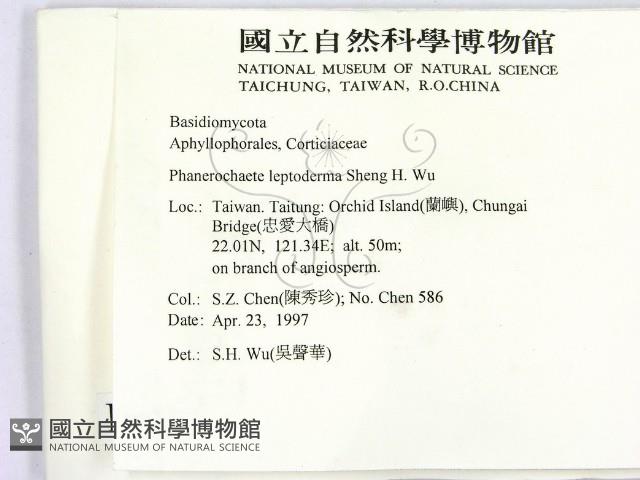 國立自然科學博物館
NATIONAL MUSEUM OF NATURAL SCIENCE
TAICHUNG, TAIWAN, R.O.CHINA
Basidiomycota
Aphyllophorales, Corticiaceae
Phanerochaete leptoderma Sheng H. Wu
Loc.: Taiwan. Taitung: Orchid Island(蘭嶼), Chungai
Bridge(忠愛大橋)
22.01N, 121.34E; alt. 50m;
on branch of angiosperm.
Col.: S.Z. Chen(陳秀珍); No. Chen 586
Date: Apr. 23, 1997
Det.: S.H. Wu(吳聲華)
國立自然科學博物館
NATIONAL MUSEUM OF NATURAL SCIENCE